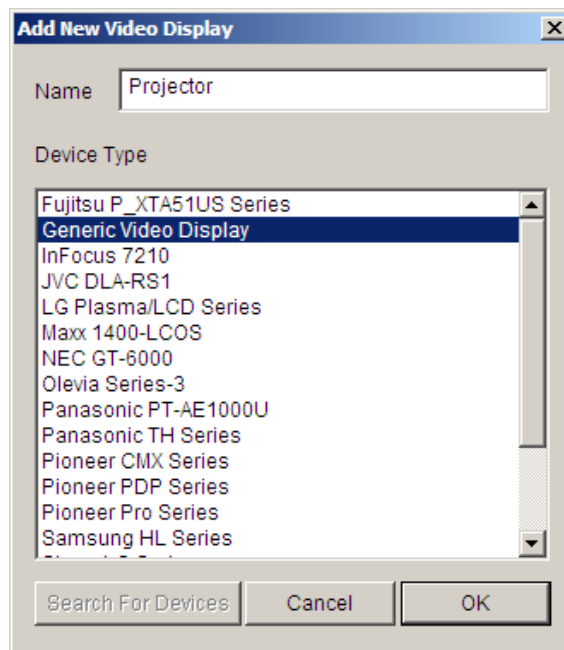 Add New Video Display
Name Projector
Device Type
Fujitsu P_XTA51US Series
Generic Video Display
InFocus 7210
JVC DLA-RS1
LG Plasma/LCD Series
Maxx 1400-LCOS
NEC GT-6000
Olevia Series-3
Panasonic PT-AE1000U
Panasonic TH Series
Pioneer CMX Series
Pioneer PDP Series
Pioneer Pro Series
Samsung HL Series
Search For Devices Cancel OK